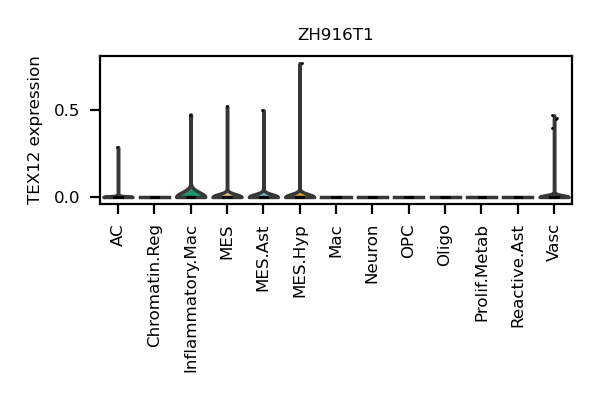 ZH916T1
TEX12 expression
0.5
0.0
AC
Chromatin.Reg
Inflammatory.Mac
MES
MES.Ast
MES.Hyp
Mac
Neuron
OPC
Oligo
Prolif.Metab
Reactive.Ast
Vasc